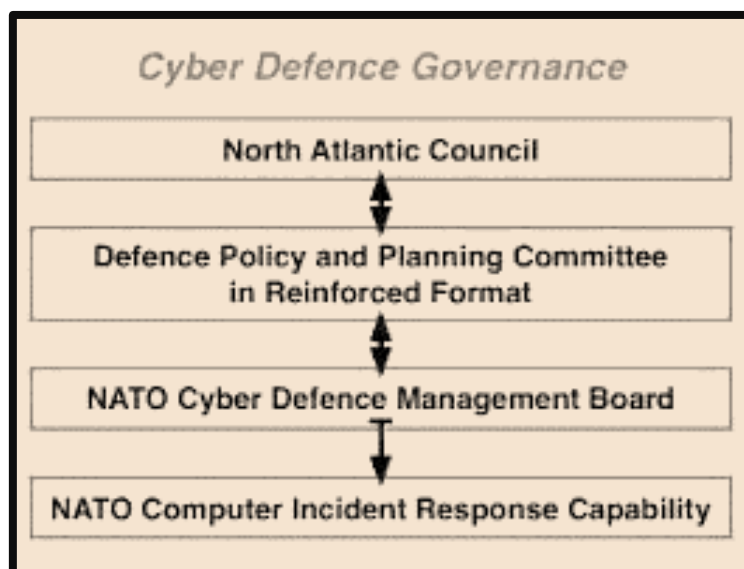 Cyber Defence Governance
North Atlantic Council
Defence Policy and Planning Committee
in Reinforced Format
NATO Cyber Defence Management Board
NATO Computer Incident Response Capability